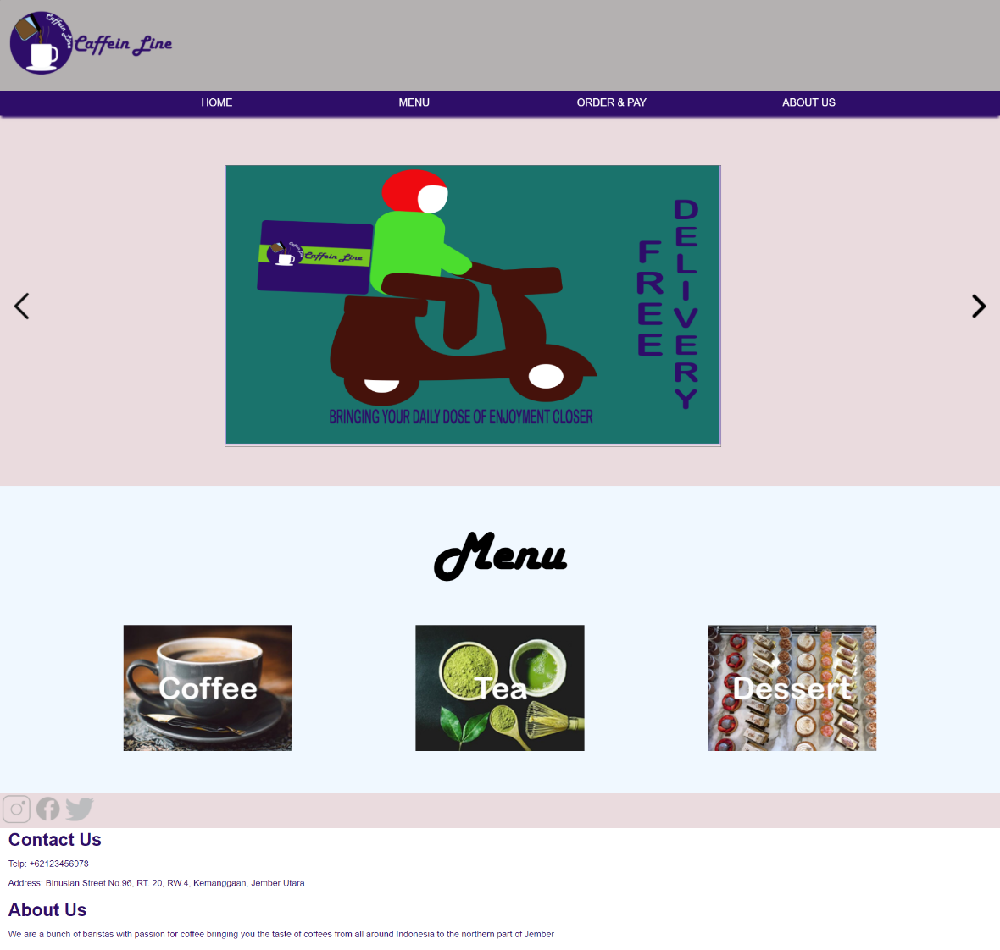 Caffein Line
Caffein Line
HOME
MENU
ORDER & PAY
ABOUT US
Caffein Line
FREE
DELIVERY
BRINGING YOUR DAILY DOSE OF ENJOYMENT CLOSER
Menu
Coffee
Tea
Dessert
Contact Us
Telp: +62123456978
Address: Binusian Street No.96, RT. 20, RW.4, Kemanggaan, Jember Utara
About Us
We are a bunch of baristas with passion for coffee bringing you the taste of coffees from all around Indonesia to the northern part of Jember